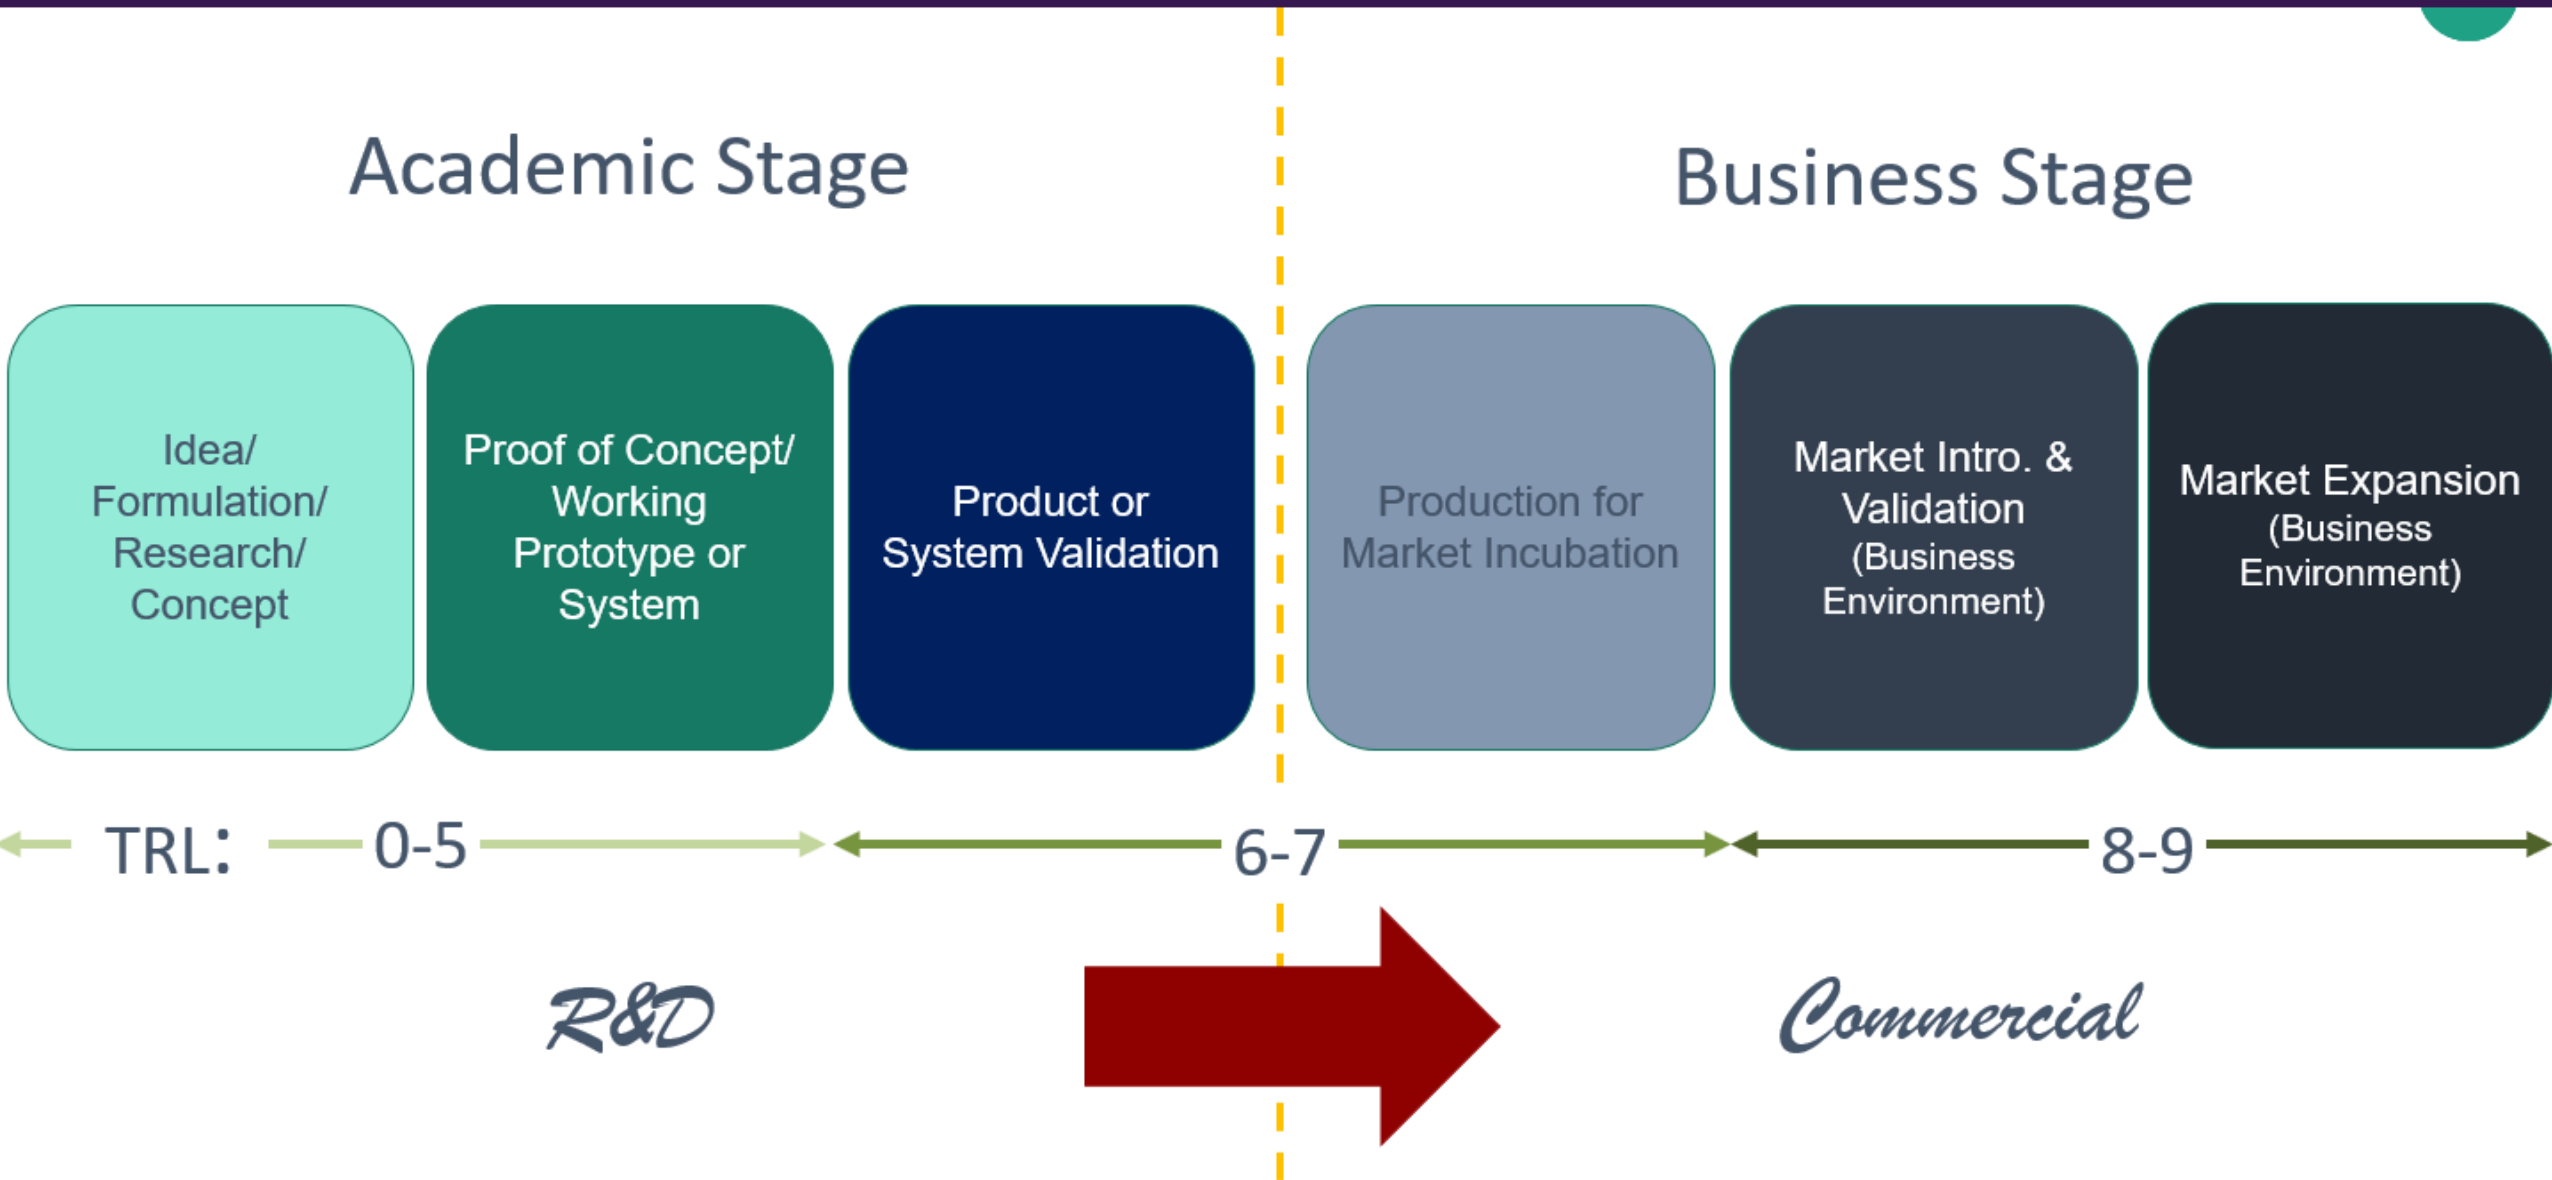 Academic Stage
Business Stage
Idea/
Formulation/
Research/
Concept
Proof of Concept/
Working
Prototype or
System
Product or
System Validation
Production for
Market Incubation
Market Intro. &
Validation
(Business
Environment)
Market Expansion
(Business
Environment)
TRL: 0-5
6-7
8-9
R&D
Commercial